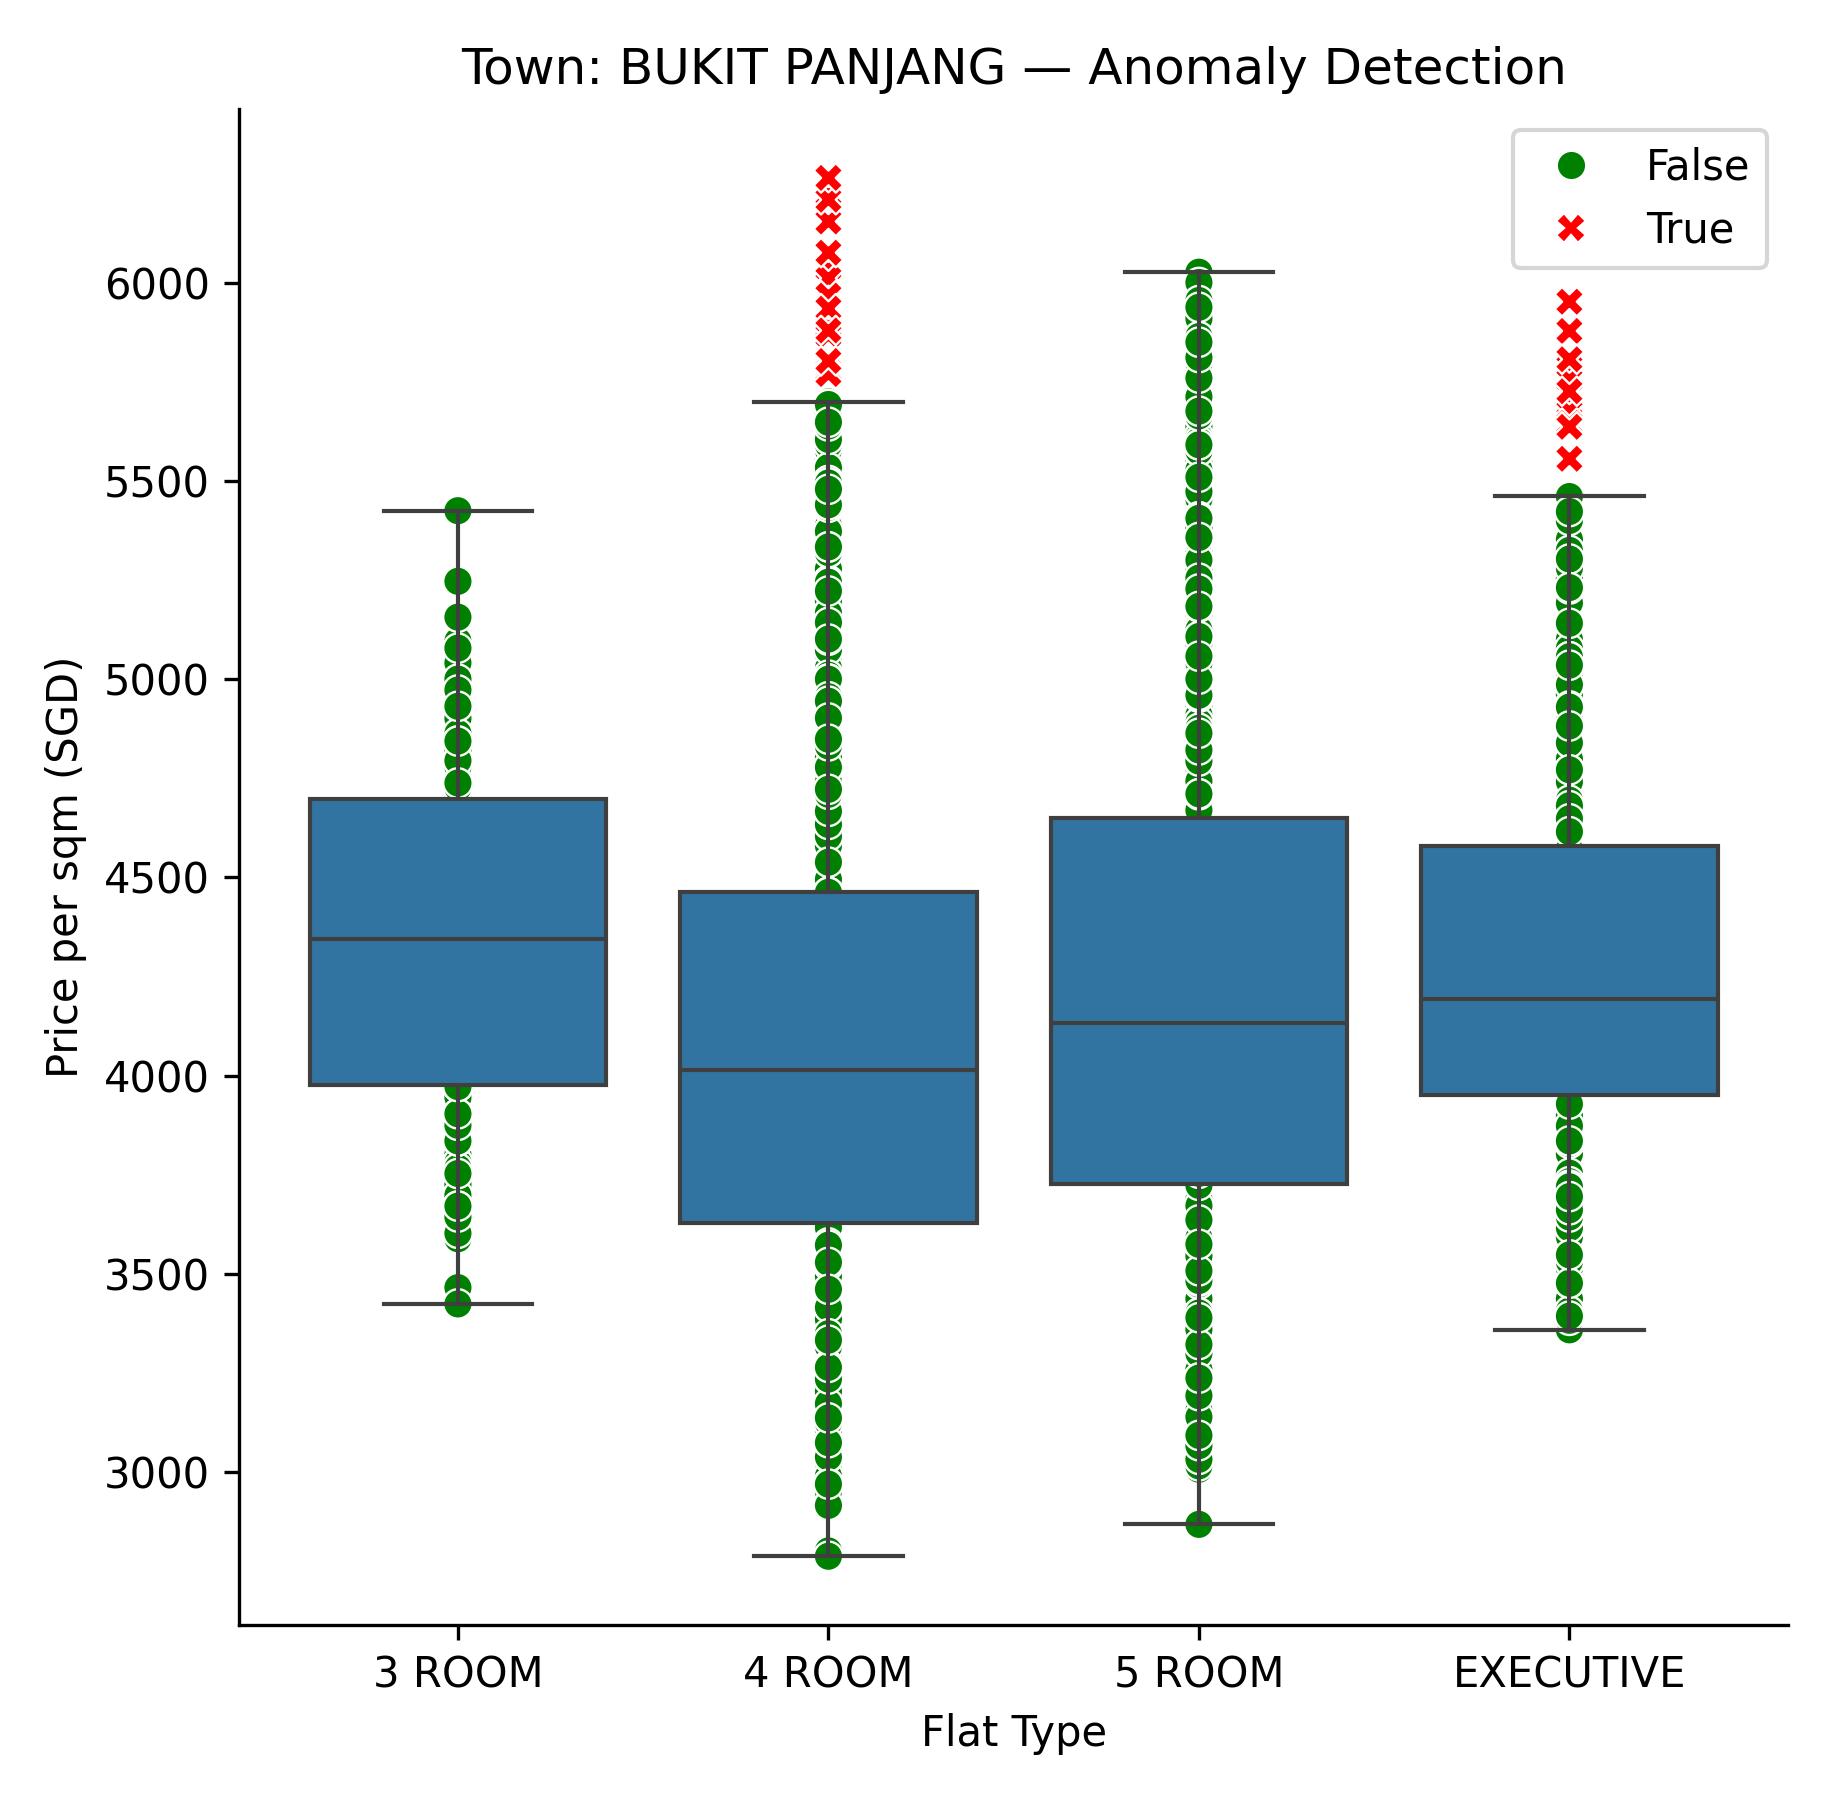 Town: BUKIT PANJANG — Anomaly Detection
False
True
Price per sqm (SGD)
6000
5500
5000
4500
4000
3500
3000
3 ROOM
4 ROOM
5 ROOM
EXECUTIVE
Flat Type